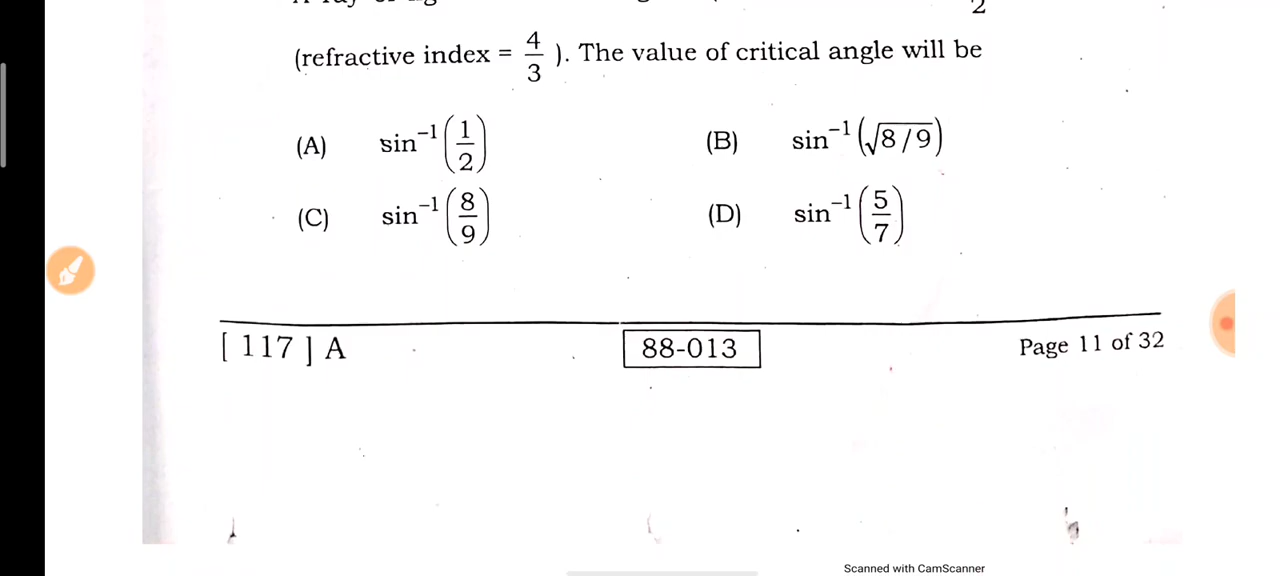 2
(refractive index = 4/3 ). The value of critical angle will be
(A) sin⁻¹(1/2) (B) sin⁻¹(√8/9)
(C) sin⁻¹(8/9) (D) sin⁻¹(5/7)
[ 117 ] A 88-013 Page 11 of 32
Scanned with CamScanner